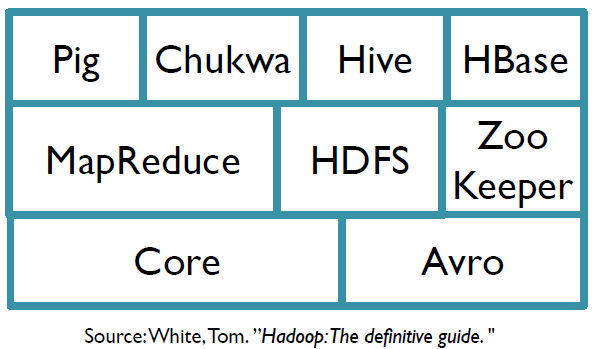 Pig Chukwa Hive HBase
MapReduce HDFS Zoo
Keeper
Core Avro
Source: White, Tom. ”Hadoop: The definitive guide. "